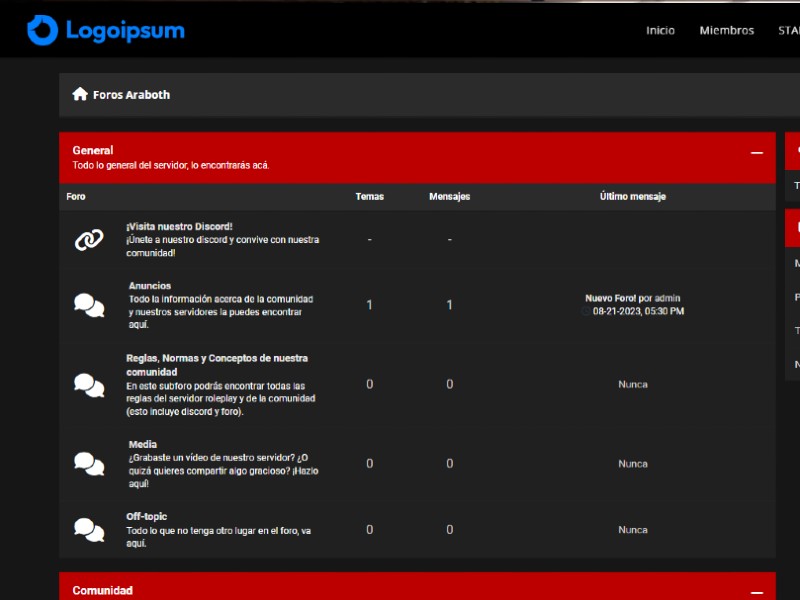 Logoipsum
Inicio Miembros
Foros Araboth
General
Todo lo general del servidor, lo encontrarás acá.
Foro Temas Mensajes Último mensaje
¡Visita nuestro Discord!
¡Únete a nuestro discord y convive con nuestra
comunidad!
- -
Anuncios
Todo la información acerca de la comunidad
y nuestros servidores la puedes encontrar
aquí.
1 1
Nuevo Foro! por admin
08-21-2023, 05:30 PM
Reglas, Normas y Conceptos de nuestra
comunidad
En este subforo podrás encontrar todas las
reglas del servidor roleplay y de la comunidad
(esto incluye discord y foro).
0 0 Nunca
Media
¿Grabaste un vídeo de nuestro servidor? ¿O
quizá quieres compartir algo gracioso? ¡Hazlo
aquí!
0 0 Nunca
Off-topic
Todo lo que no tenga otro lugar en el foro, va
aquí.
0 0 Nunca
Comunidad